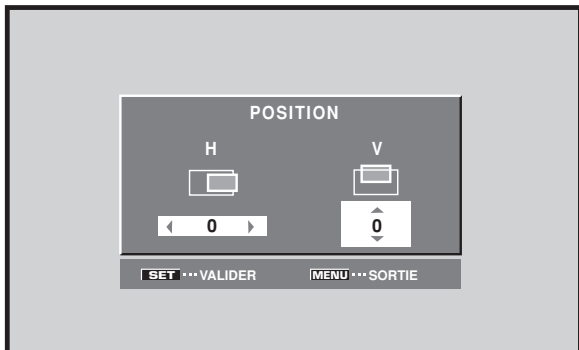 POSITION
H V
0 0
SET ··· VALIDER MENU ··· SORTIE